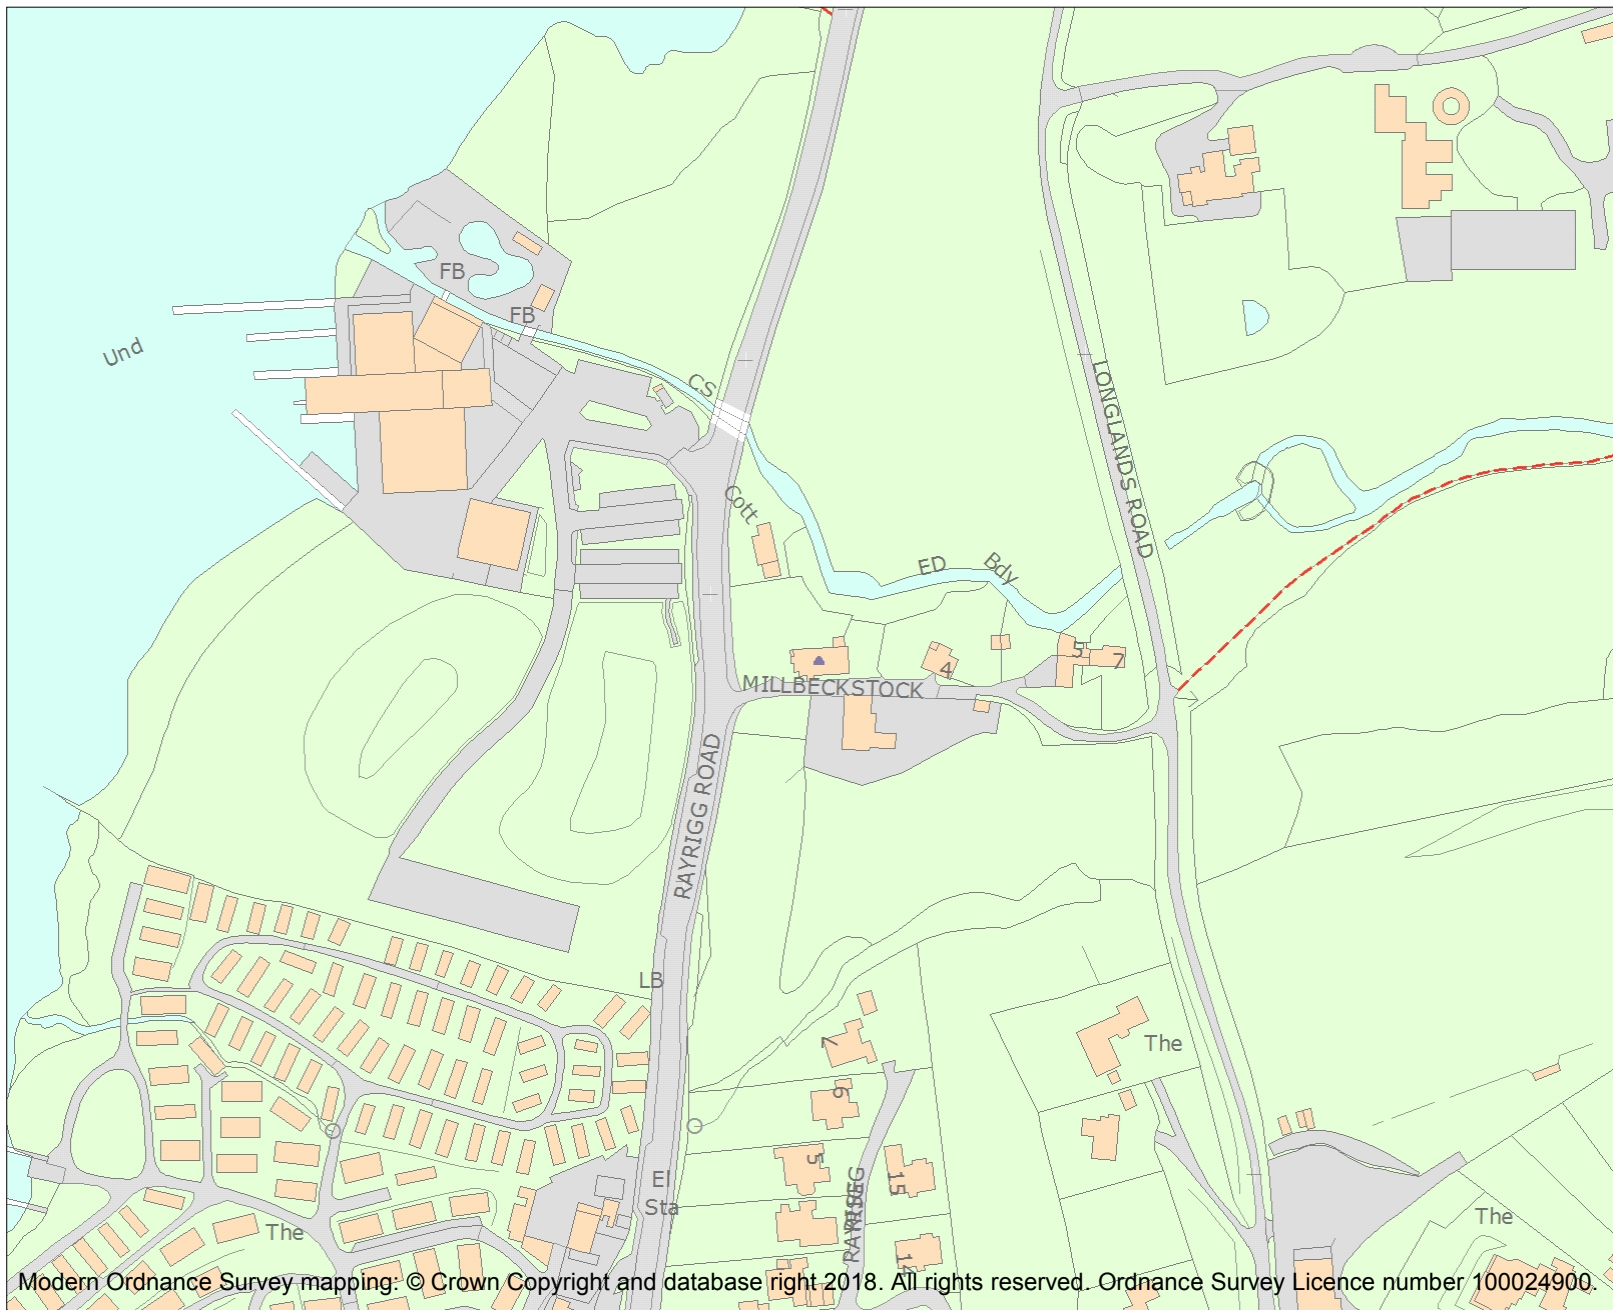 FB
FB
Und
CS
LONGLANDS ROAD
Cott
ED Bdy
5
7
4
MILLBECKSTOCK
RAYRIGG ROAD
LB
7
The
6
5
15
El
Sta
The
The
Modern Ordnance Survey mapping: © Crown Copyright and database right 2018. All rights reserved. Ordnance Survey Licence number 100024900.